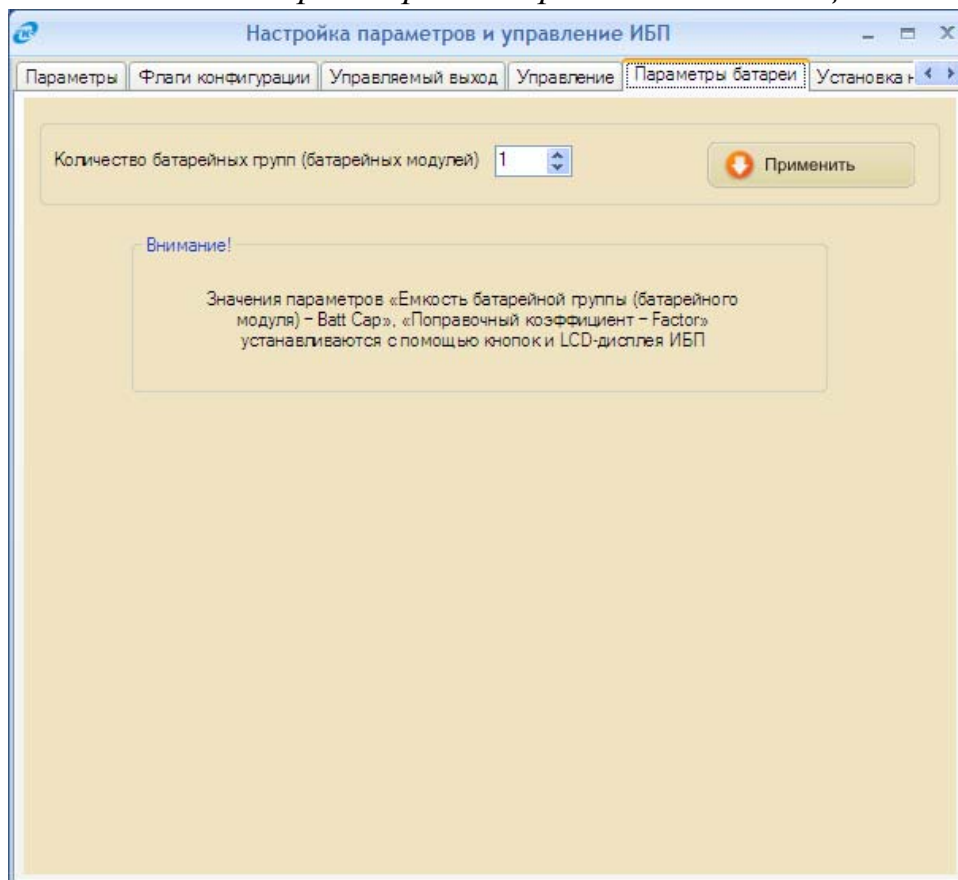 Настройка параметров и управление ИБП
Параметры Флаги конфигурации Управляемый выход Управление Параметры батареи Установка н
Количество батарейных групп (батарейных модулей) 1 Применить
Внимание!
Значения параметров «Емкость батарейной группы (батарейного
модуля) – Batt Cap», «Поправочный коэффициент – Factor»
устанавливаются с помощью кнопок и LCD-дисплея ИБП